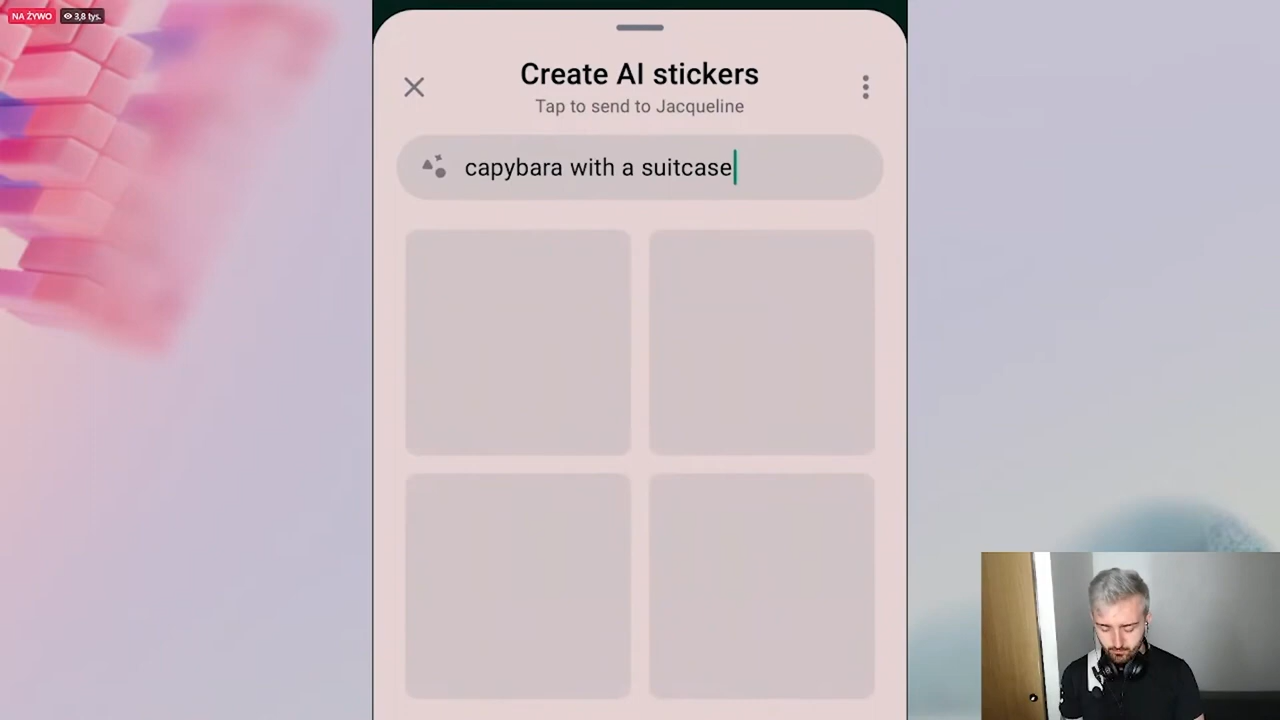 NA ŻYWO 3,8 tys.
Create AI stickers
Tap to send to Jacqueline
capybara with a suitcase